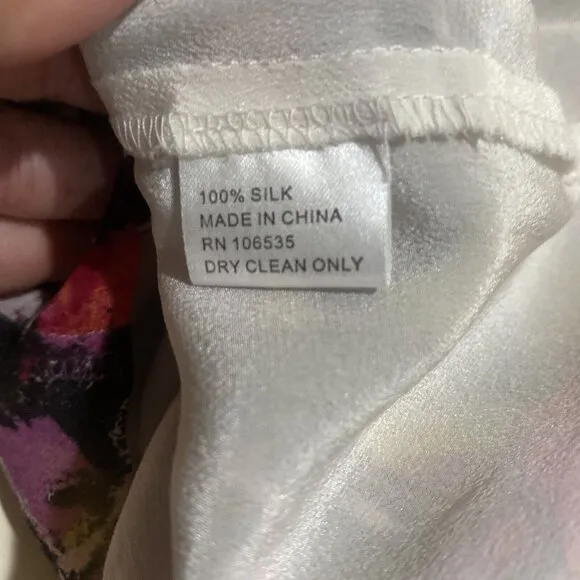 100% SILK
MADE IN CHINA
RN 106535
DRY CLEAN ONLY